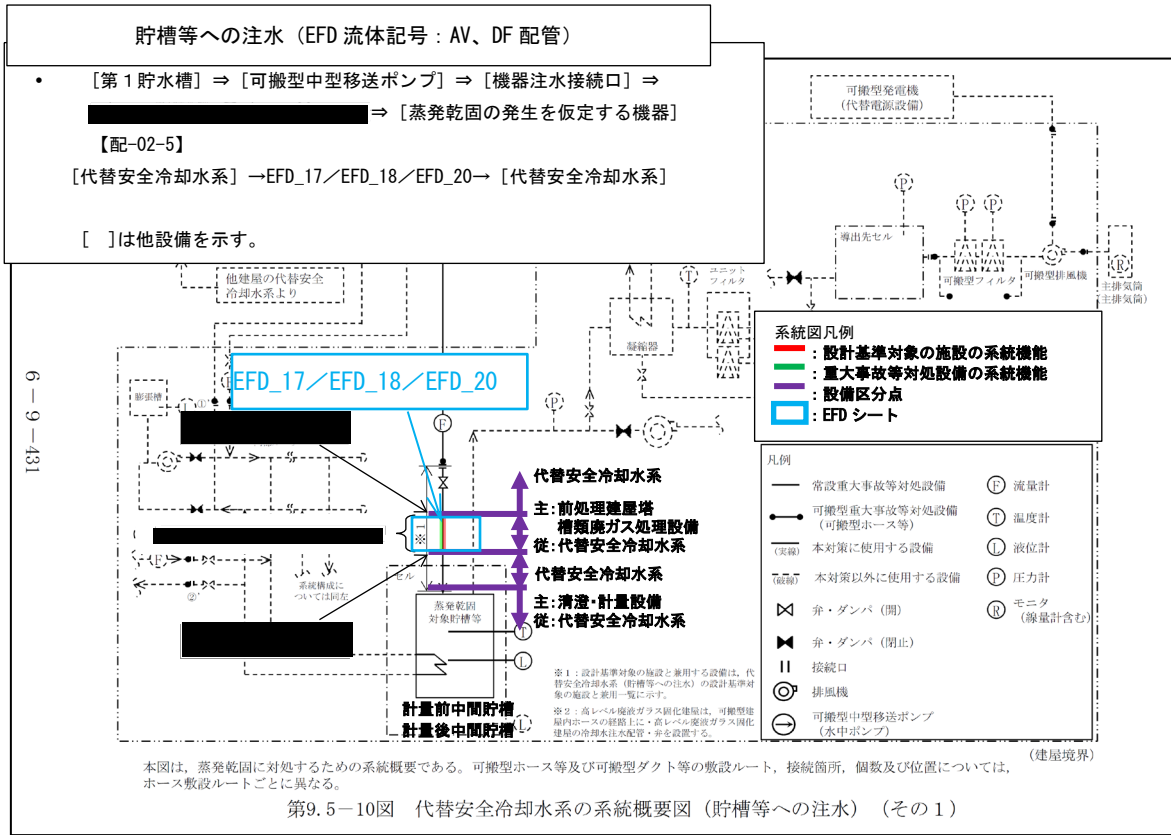 貯槽等への注水（EFD 流体記号：AV、DF 配管）
• ［第１貯水槽］⇒［可搬型中型移送ポンプ］⇒［機器注水接続口］⇒
⇒［蒸発乾固の発生を仮定する機器］
【配-02-5】
［代替安全冷却水系］→EFD_17／EFD_18／EFD_20→［代替安全冷却水系］
［　］は他設備を示す。
可搬型発電機
（代替電源設備）
P
P
P
導出先セル
可搬型フィルタ
可搬型排風機
R
主排気筒
（主排気筒）
他建屋の代替安全
冷却水系より
T
ユニット
フィルタ
凝縮器
系統図凡例
：設計基準対象の施設の系統機能
：重大事故等対処設備の系統機能
：設備区分点
：EFD シート
6－9－431
EFD_17／EFD_18／EFD_20
膨張槽
L
①'
F
P
代替安全冷却水系
主：前処理建屋塔
槽類廃ガス処理設備
従：代替安全冷却水系
※1
代替安全冷却水系
主：清澄・計量設備
従：代替安全冷却水系
F
②'
系統構成に
ついては同左
セル
蒸発乾固
対象貯槽等
T
L
L
計量前中間貯槽
計量後中間貯槽
※1：設計基準対象の施設と兼用する設備は，代
替安全冷却水系（貯槽等への注水）の設計基準対
象の施設と兼用一覧に示す。
※2：高レベル廃液ガラス固化建屋は，可搬型建
屋内ホースの経路上に・高レベル廃液ガラス固化
建屋の冷却水注水配管・弁を設置する。
凡例
常設重大事故等対処設備
可搬型重大事故等対処設備
（可搬型ホース等）
（実線）
本対策に使用する設備
（破線）
本対策以外に使用する設備
弁・ダンパ（開）
弁・ダンパ（閉止）
接続口
排風機
可搬型中型移送ポンプ
（水中ポンプ）
F 流量計
T 温度計
L 液位計
P 圧力計
R モニタ
（線量計含む）
（建屋境界）
本図は，蒸発乾固に対処するための系統概要である。可搬型ホース等及び可搬型ダクト等の敷設ルート，接続箇所，個数及び位置については，
ホース敷設ルートごとに異なる。
第9.5－10図　代替安全冷却水系の系統概要図（貯槽等への注水）（その１）